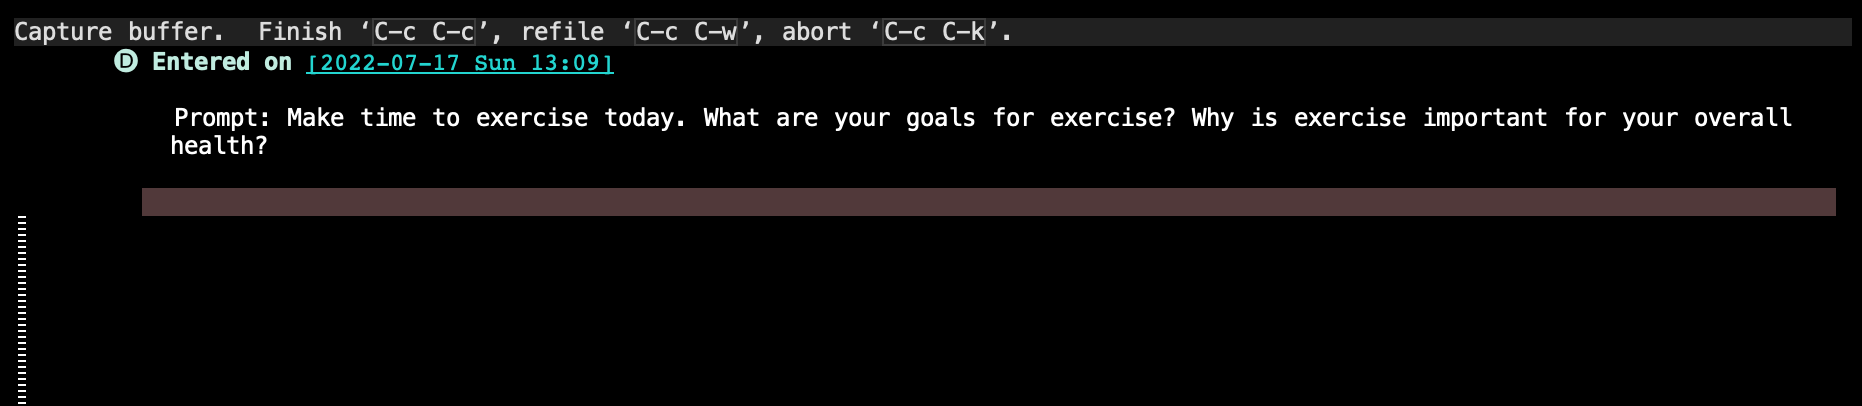 Capture buffer.  Finish ‘C-c C-c’, refile ‘C-c C-w’, abort ‘C-c C-k’.
Ⓓ Entered on [2022-07-17 Sun 13:09]
Prompt: Make time to exercise today. What are your goals for exercise? Why is exercise important for your overall
health?